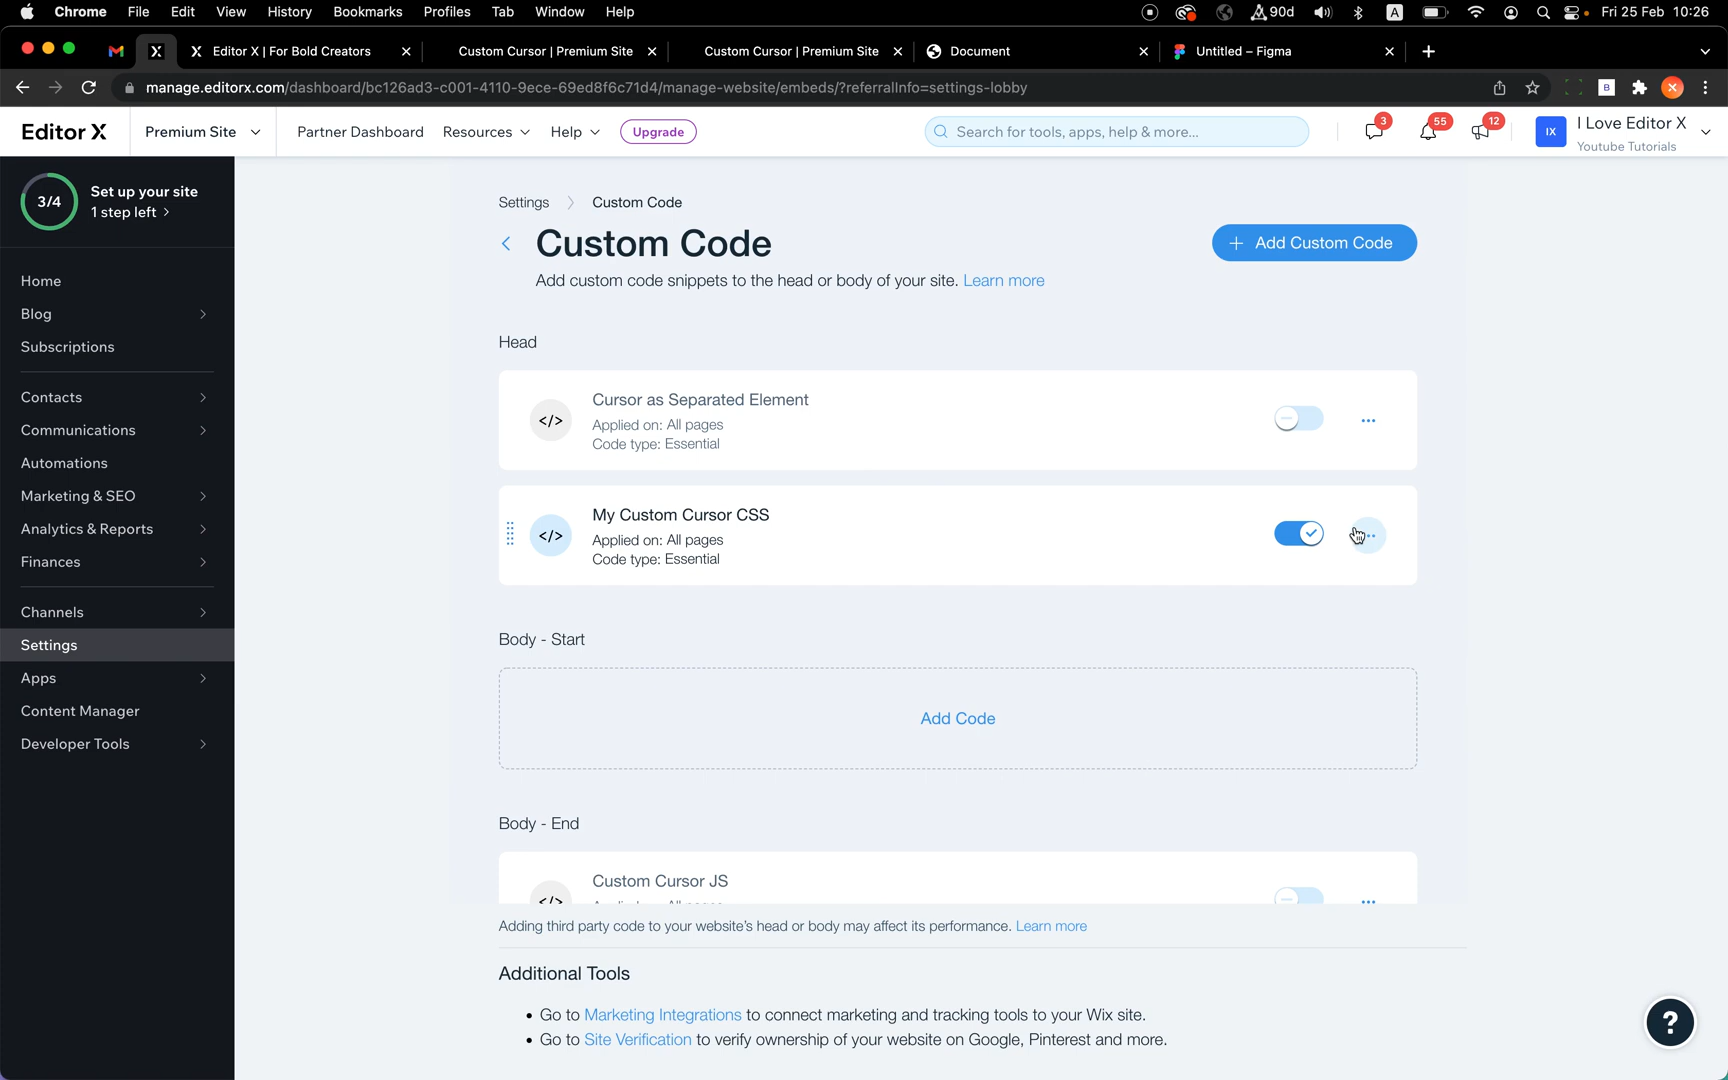 Chrome File Edit View History Bookmarks Profiles Tab Window Help 90d A Fri 25 Feb 10:26
Editor X | For Bold Creators Custom Cursor | Premium Site Custom Cursor | Premium Site Document Untitled – Figma
manage.editorx.com/dashboard/bc126ad3-c001-4110-9ece-69ed8f6c71d4/manage-website/embeds/?referralInfo=settings-lobby
Editor X Premium Site Partner Dashboard Resources Help Upgrade Search for tools, apps, help & more... 3 55 12 IX I Love Editor X
Youtube Tutorials
3/4 Set up your site
1 step left
Home
Blog
Subscriptions
Contacts
Communications
Automations
Marketing & SEO
Analytics & Reports
Finances
Channels
Settings
Apps
Content Manager
Developer Tools
Settings Custom Code
Custom Code
+ Add Custom Code
Add custom code snippets to the head or body of your site. Learn more
Head
Cursor as Separated Element
Applied on: All pages
Code type: Essential
My Custom Cursor CSS
Applied on: All pages
Code type: Essential
Body - Start
Add Code
Body - End
Custom Cursor JS
Adding third party code to your website's head or body may affect its performance. Learn more
Additional Tools
• Go to Marketing Integrations to connect marketing and tracking tools to your Wix site.
• Go to Site Verification to verify ownership of your website on Google, Pinterest and more.
?